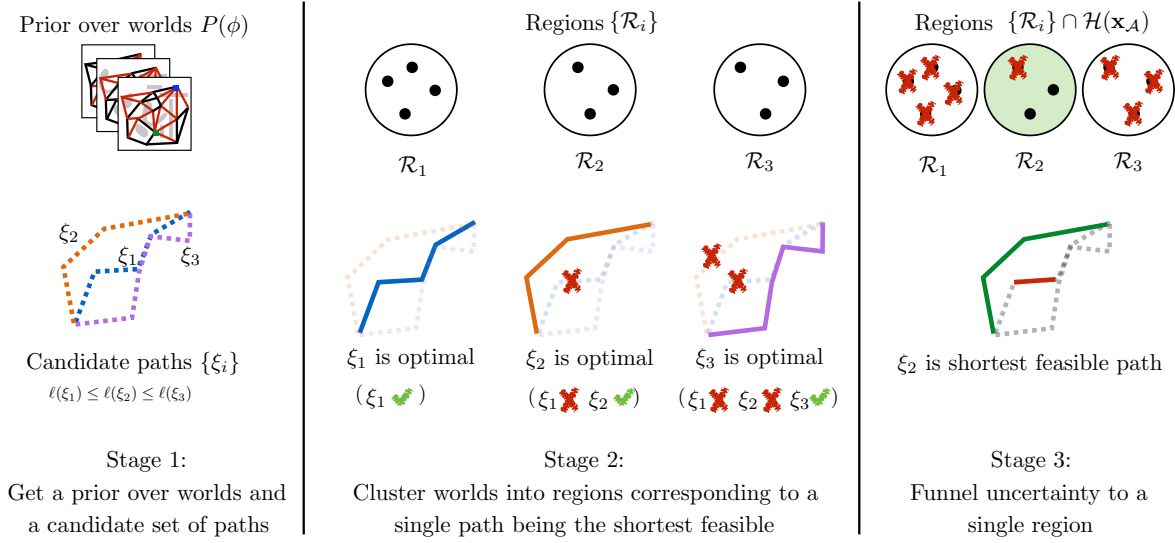 Prior over worlds P(ϕ)
ξ₂
ξ₁
ξ₃
Candidate paths {ξᵢ}
ℓ(ξ₁) ≤ ℓ(ξ₂) ≤ ℓ(ξ₃)
Stage 1:
Get a prior over worlds and
a candidate set of paths
Regions {ℛᵢ}
ℛ₁ ℛ₂ ℛ₃
ξ₁ is optimal ξ₂ is optimal ξ₃ is optimal
(ξ₁ ) (ξ₁ ξ₂ ) (ξ₁ ξ₂ ξ₃ )
Stage 2:
Cluster worlds into regions corresponding to a
single path being the shortest feasible
Regions {ℛᵢ} ∩ ℋ(𝐱_𝒜)
ℛ₁ ℛ₂ ℛ₃
ξ₂ is shortest feasible path
Stage 3:
Funnel uncertainty to a
single region